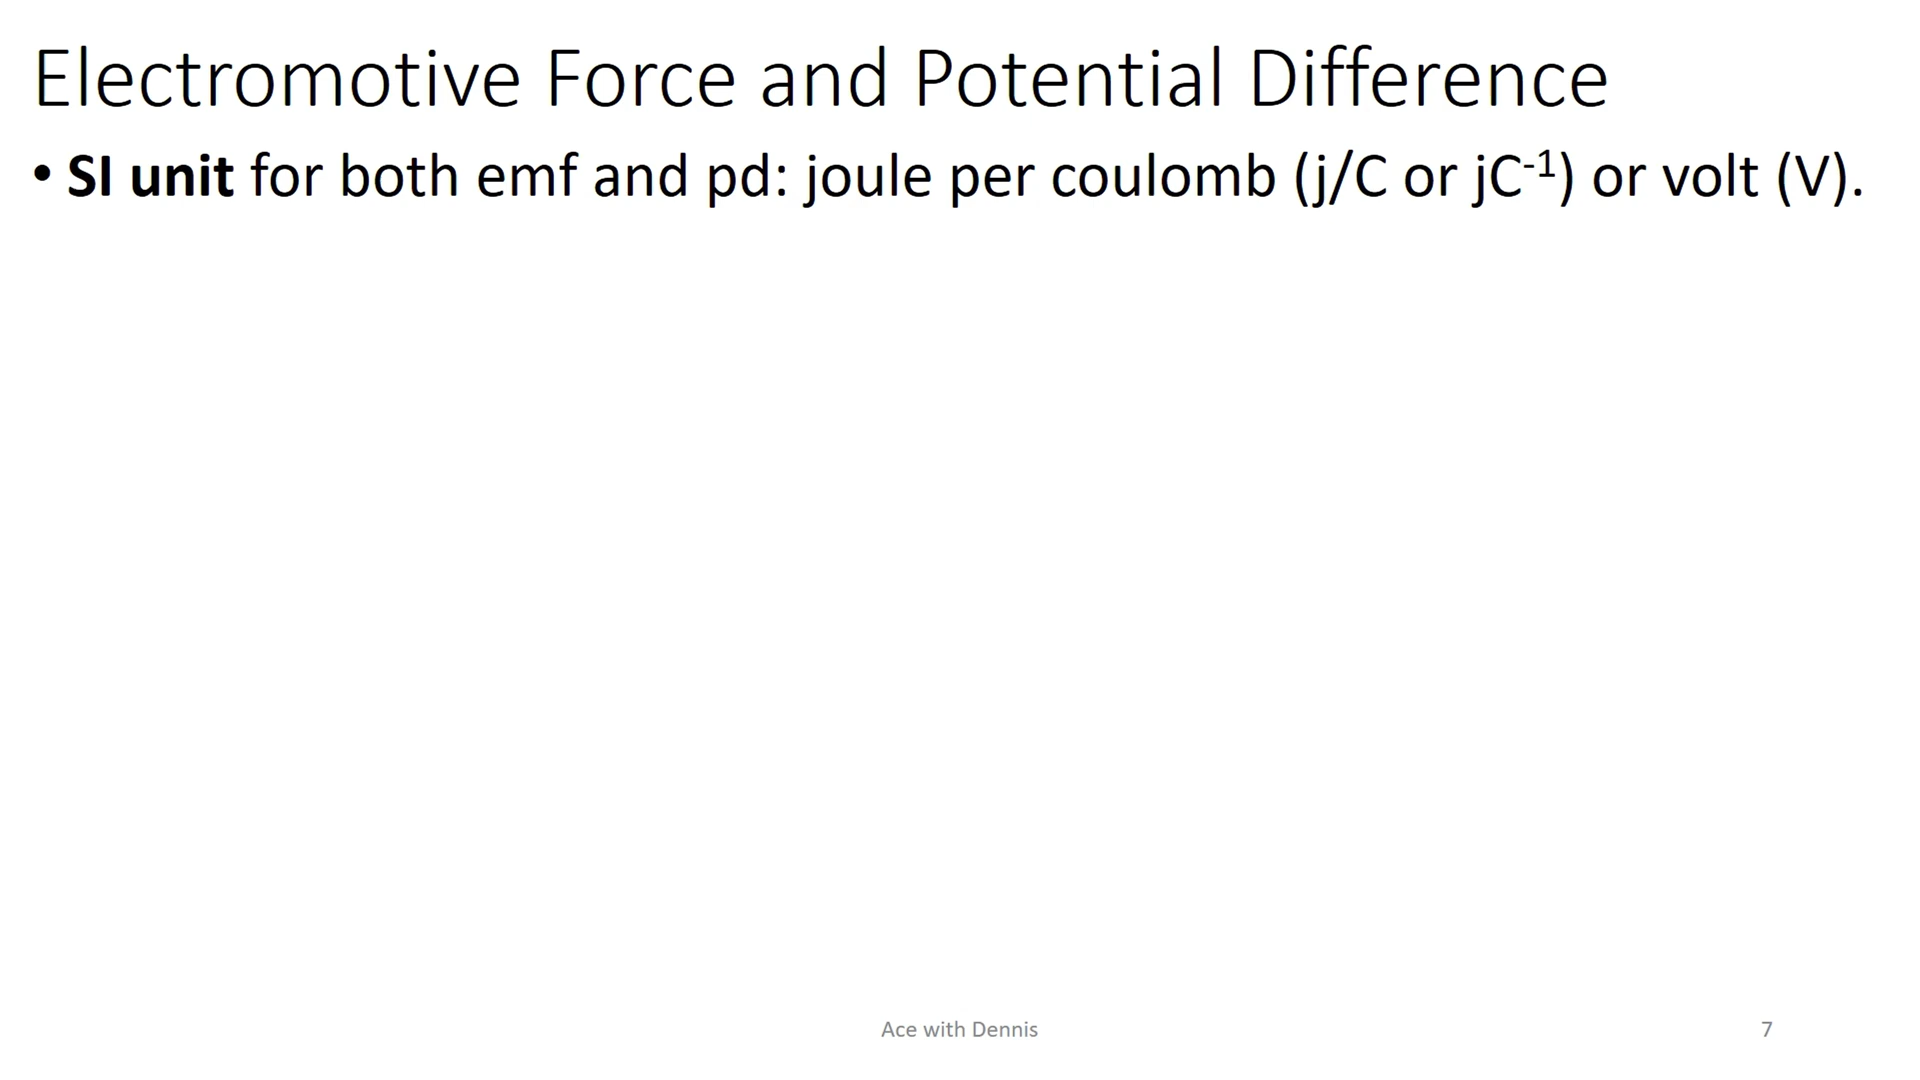 Electromotive Force and Potential Difference
• SI unit for both emf and pd: joule per coulomb (j/C or jC⁻¹) or volt (V).
Ace with Dennis
7